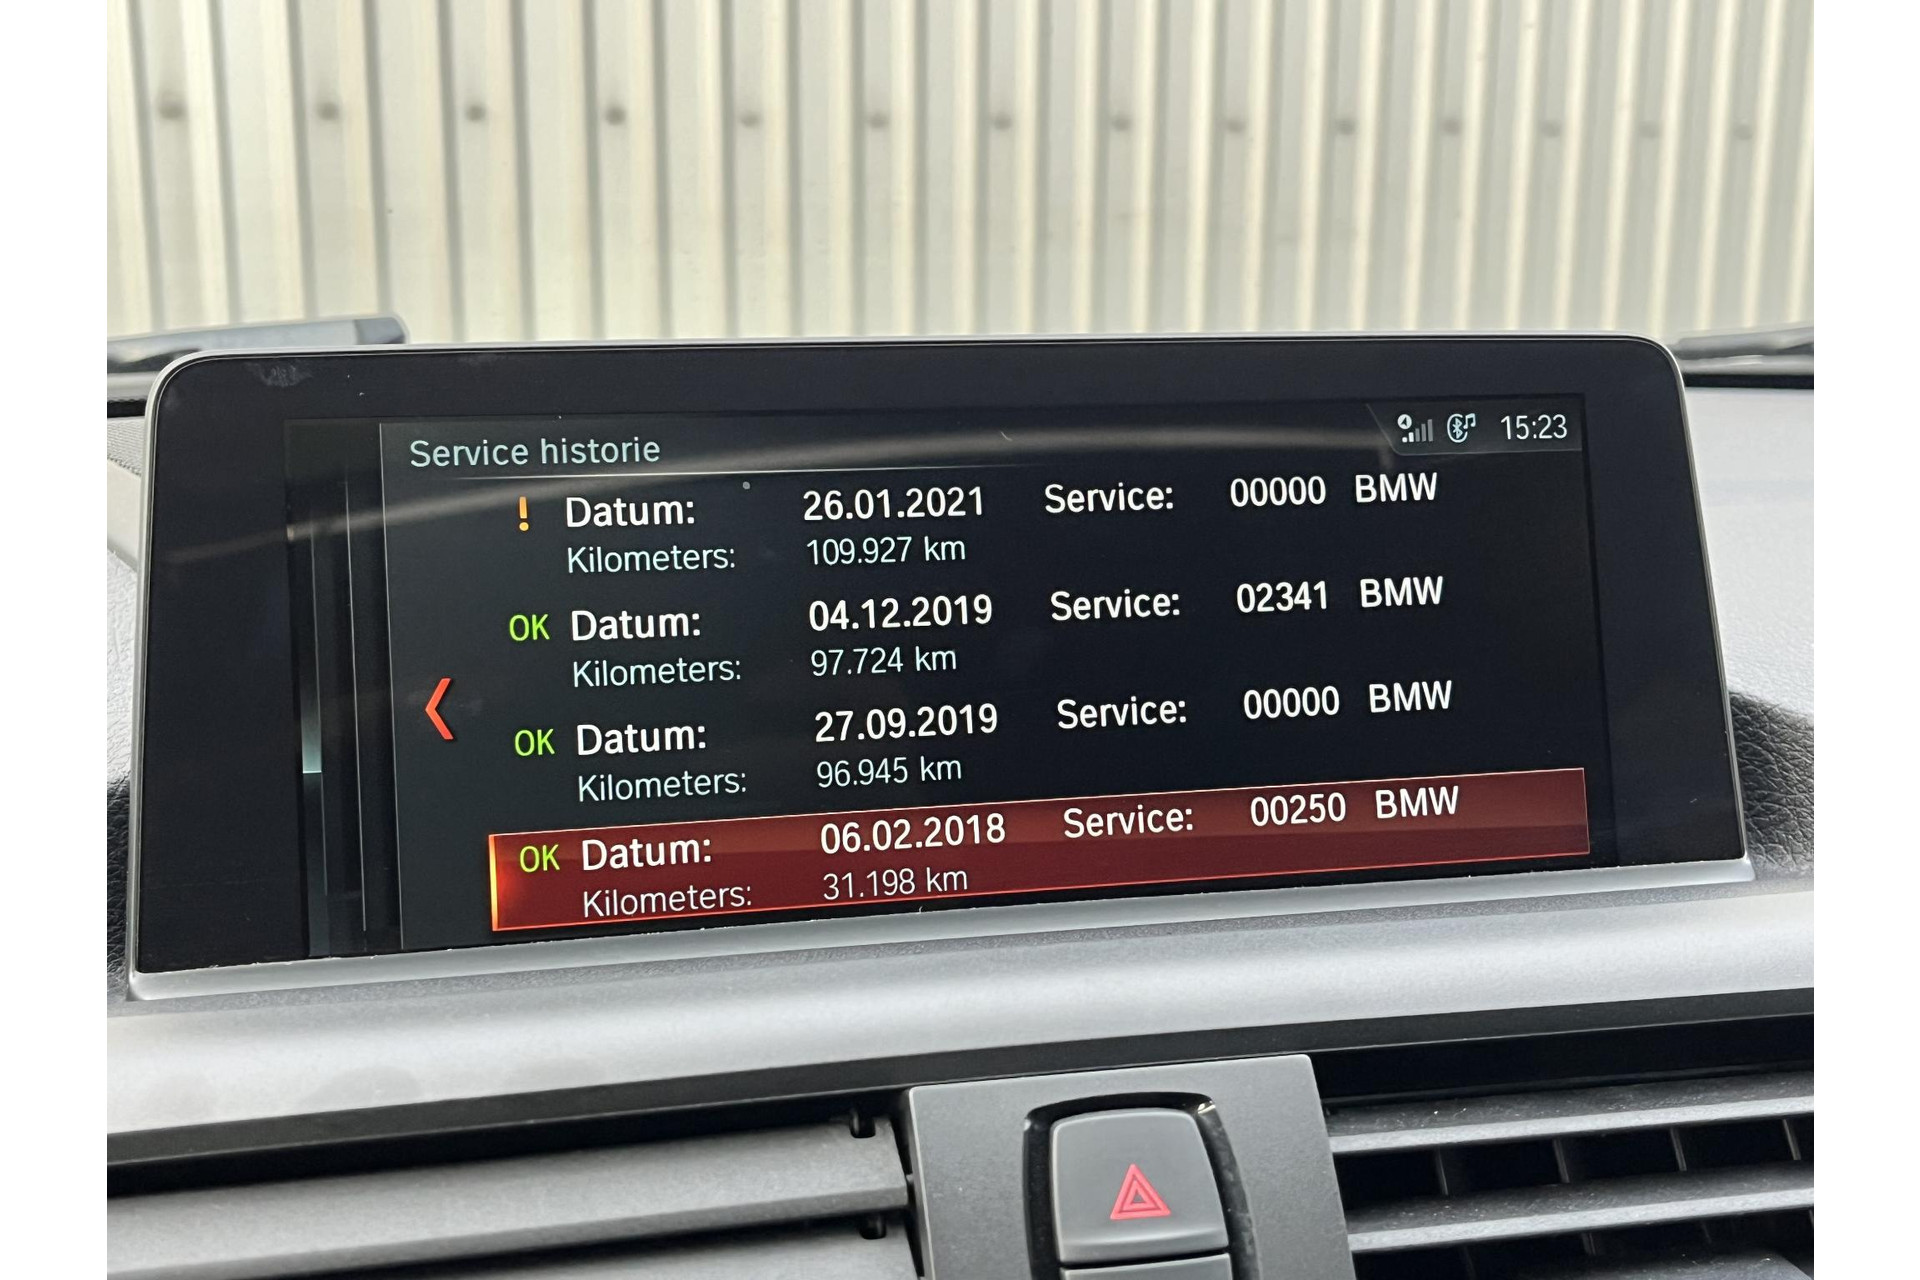 15:23
Service historie
! Datum: 26.01.2021 Service: 00000 BMW
Kilometers: 109.927 km
OK Datum: 04.12.2019 Service: 02341 BMW
Kilometers: 97.724 km
OK Datum: 27.09.2019 Service: 00000 BMW
Kilometers: 96.945 km
OK Datum: 06.02.2018 Service: 00250 BMW
Kilometers: 31.198 km